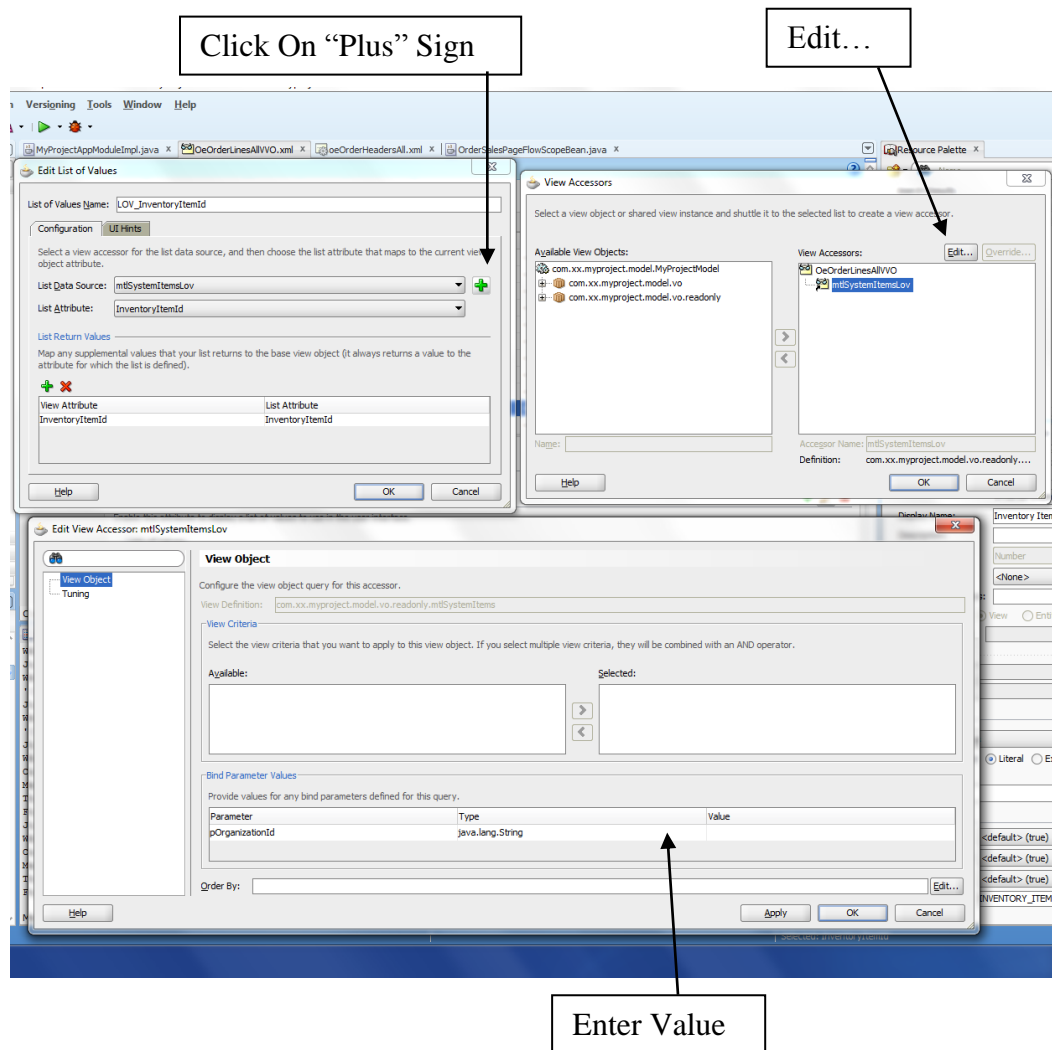 Click On “Plus” Sign
Edit…
Versioning Tools Window Help
MyProjectAppModuleImpl.java x OeOrderLinesAllVVO.xml x oeOrderHeadersAll.xml x OrderSalesPageFlowScopeBean.java x
Resource Palette x
Edit List of Values
List of Values Name: LOV_InventoryItemId
Configuration UI Hints
Select a view accessor for the list data source, and then choose the list attribute that maps to the current view
object attribute.
List Data Source: mtlSystemItemsLov
List Attribute: InventoryItemId
List Return Values
Map any supplemental values that your list returns to the base view object (it always returns a value to the
attribute for which the list is defined).
View Attribute List Attribute
InventoryItemId InventoryItemId
Help OK Cancel
View Accessors
Select a view object or shared view instance and shuttle it to the selected list to create a view accessor.
Available View Objects:
com.xx.myproject.model.MyProjectModel
com.xx.myproject.model.vo
com.xx.myproject.model.vo.readonly
View Accessors: Edit... Override...
OeOrderLinesAllVVO
mtlSystemItemsLov
Name:
Accessor Name: mtlSystemItemsLov
Definition: com.xx.myproject.model.vo.readonly....
Help OK Cancel
Display Name: Inventory Item
Number
<None>
View
Edit View Accessor: mtlSystemItemsLov
View Object
Tuning
View Object
Configure the view object query for this accessor.
View Definition: com.xx.myproject.model.vo.readonly.mtlSystemItems
View Criteria
Select the view criteria that you want to apply to this view object. If you select multiple view criteria, they will be combined with an AND operator.
Available: Selected:
Bind Parameter Values
Provide values for any bind parameters defined for this query.
Parameter Type Value
pOrganizationId java.lang.String
Order By: Edit...
Help Apply OK Cancel
Literal
<default> (true)
<default> (true)
<default> (true)
INVENTORY_ITEM
Selected: InventoryItemId
Enter Value